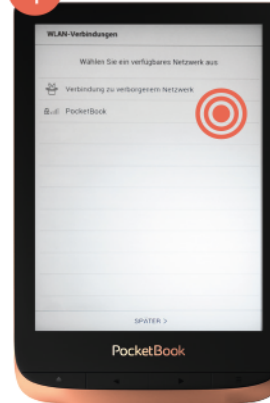 WLAN-Verbindungen
Wählen Sie ein verfügbares Netzwerk aus
Verbindung zu verborgenem Netzwerk
PocketBook
SPÄTER >
PocketBook